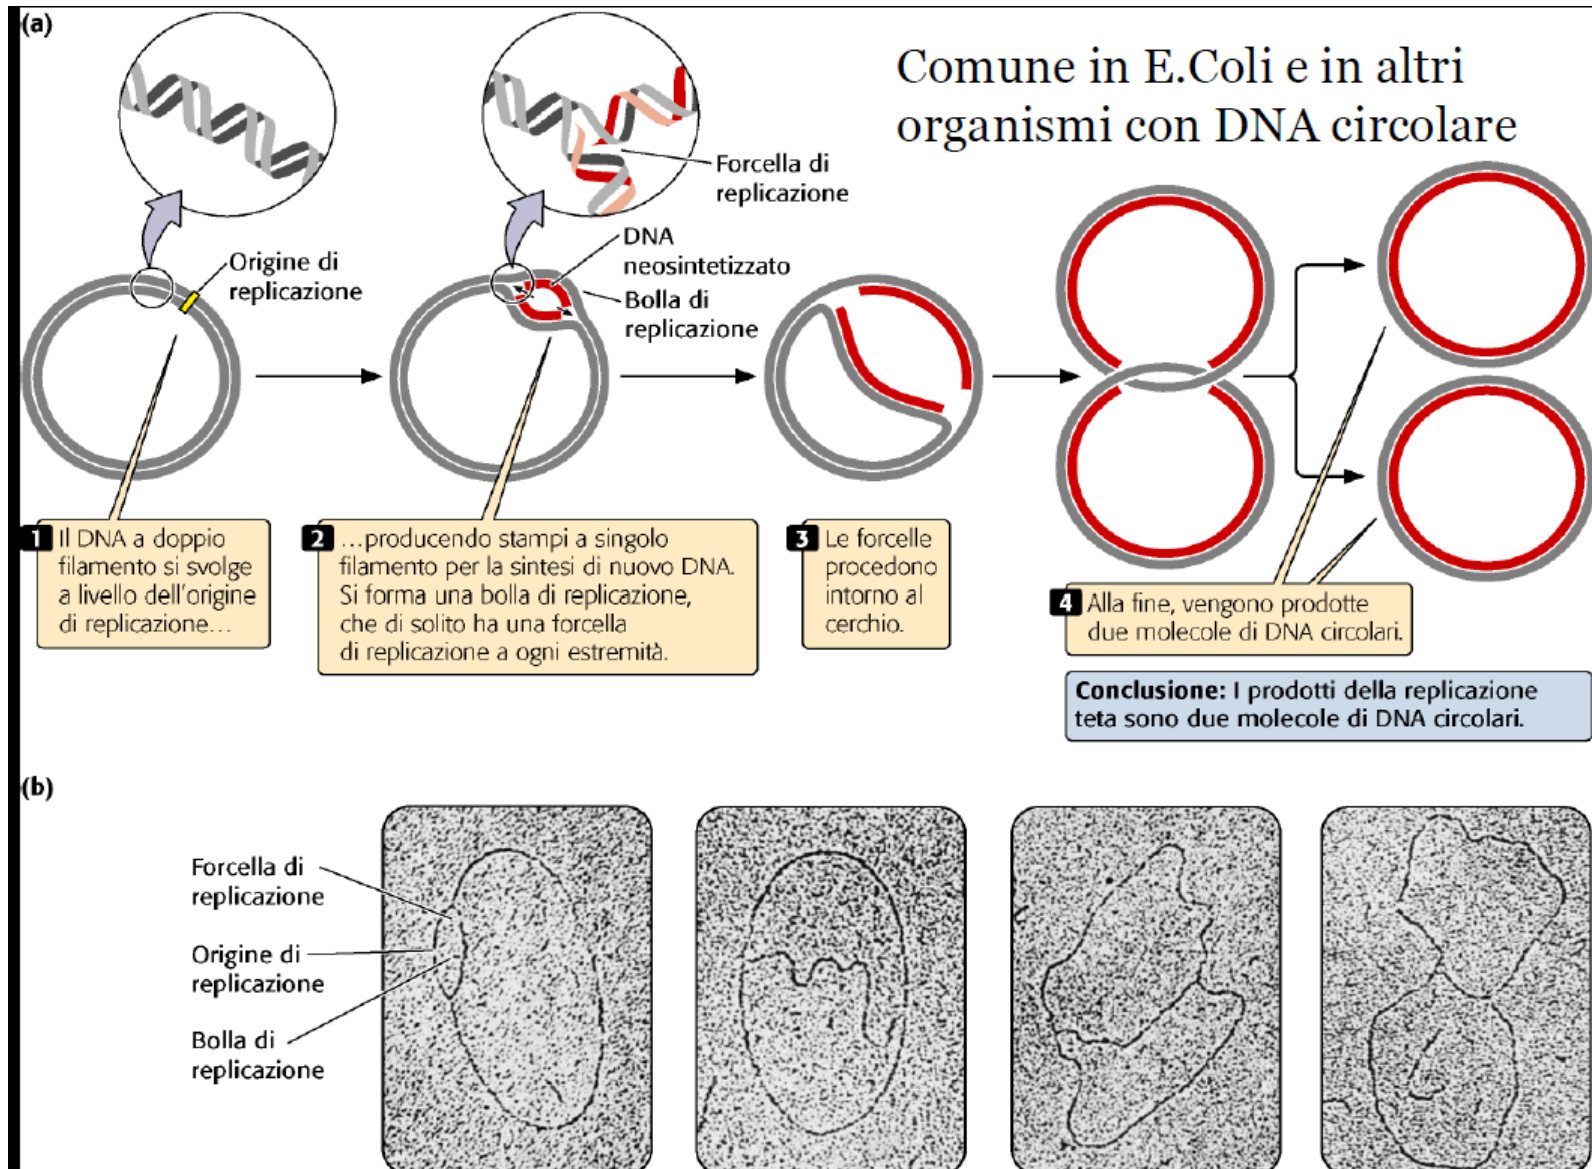 (a)
Comune in E.Coli e in altri
organismi con DNA circolare
Forcella di
replicazione
Origine di
replicazione
DNA
neosintetizzato
Bolla di
replicazione
1 Il DNA a doppio
filamento si svolge
a livello dell'origine
di replicazione...
2 ...producendo stampi a singolo
filamento per la sintesi di nuovo DNA.
Si forma una bolla di replicazione,
che di solito ha una forcella
di replicazione a ogni estremità.
3 Le forcelle
procedono
intorno al
cerchio.
4 Alla fine, vengono prodotte
due molecole di DNA circolari.
Conclusione: I prodotti della replicazione
teta sono due molecole di DNA circolari.
(b)
Forcella di
replicazione
Origine di
replicazione
Bolla di
replicazione